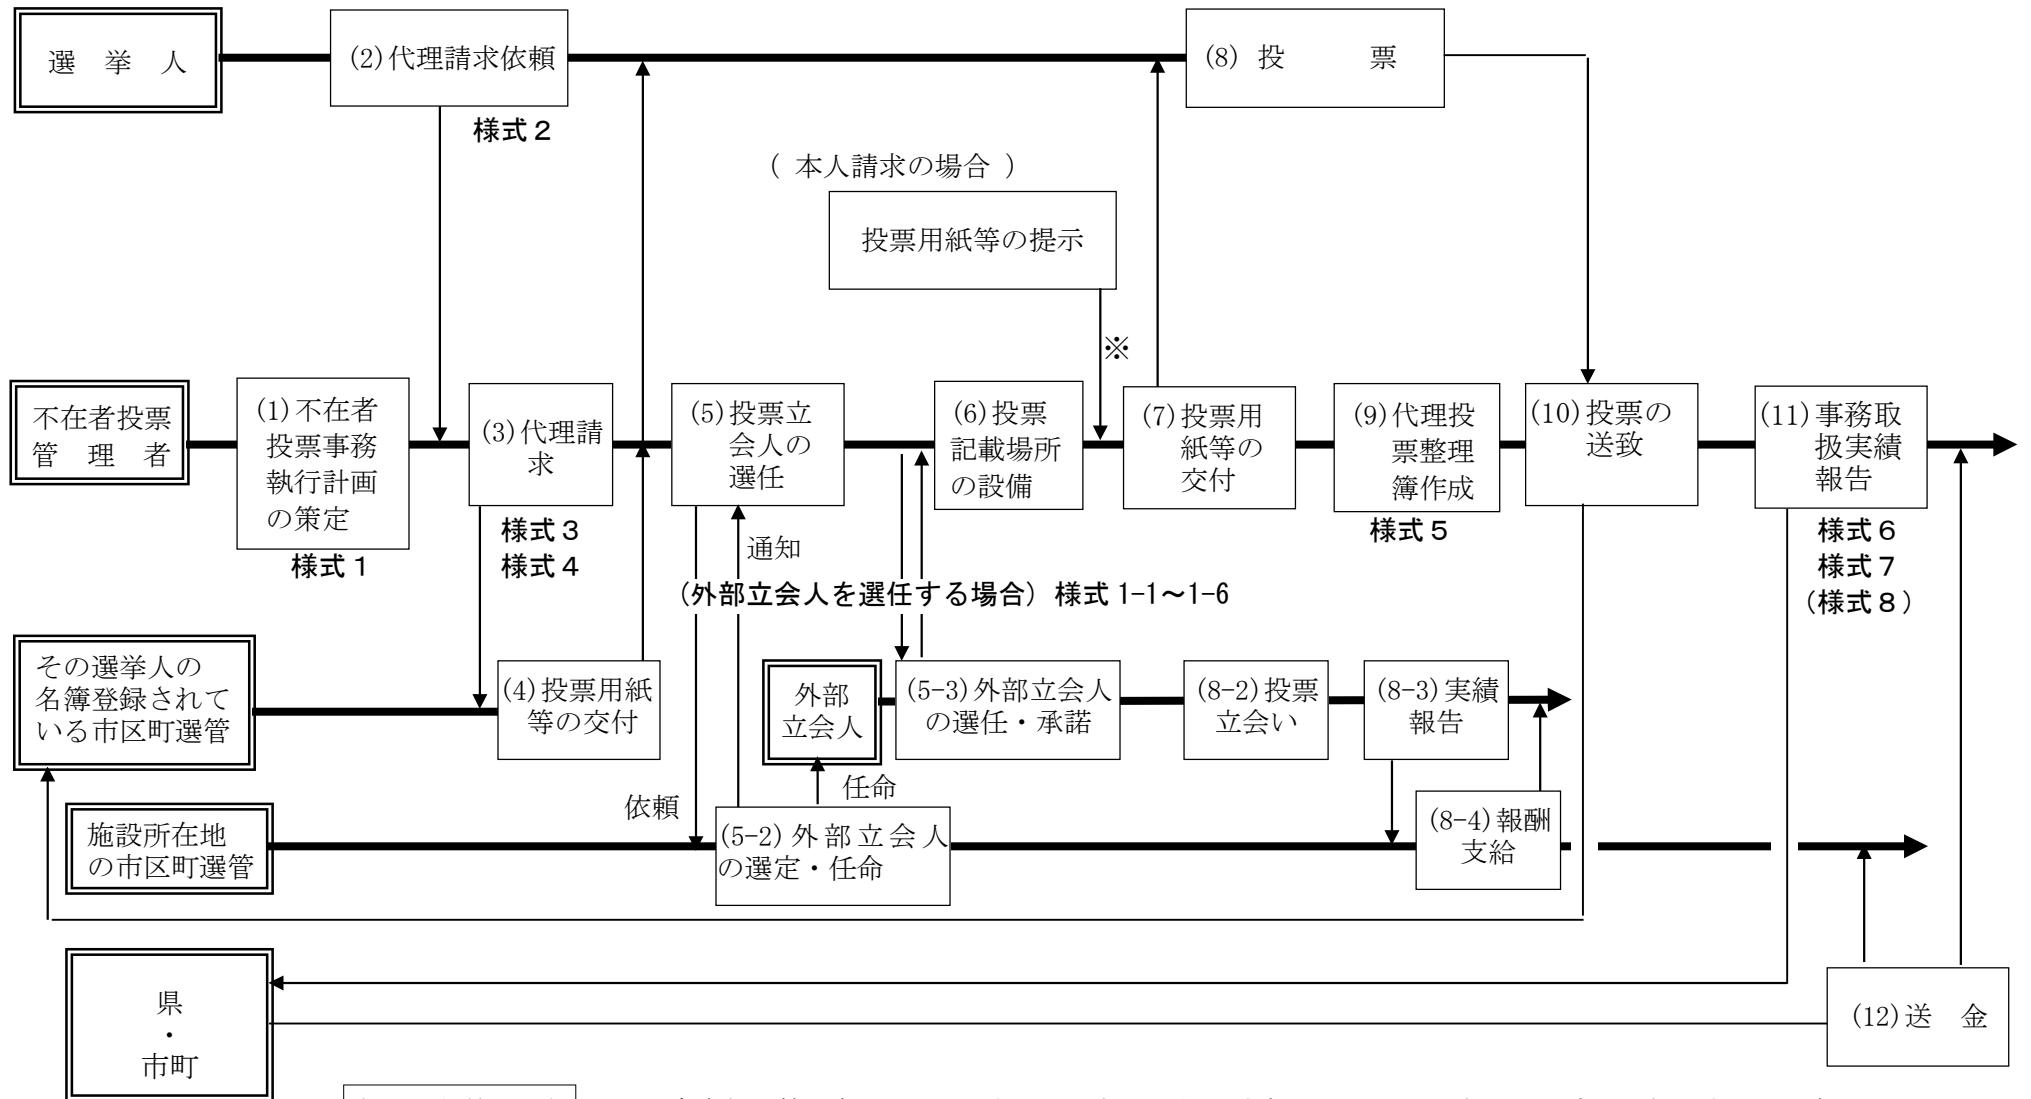 選　挙　人
(2)代理請求依頼
(8) 投　　　票
様式２
( 本人請求の場合 )
投票用紙等の提示
※
不在者投票
管　理　者
(1)不在者
投票事務
執行計画
の策定
様式１
(3)代理請
求
様式３
様式４
(5)投票立
会人の
選任
(6)投票
記載場所
の設備
(7)投票用
紙等の
交付
(9)代理投
票整理
簿作成
様式５
(10)投票の
送致
(11)事務取
扱実績
報告
様式６
様式７
(様式８)
通知
(外部立会人を選任する場合) 様式 1-1～1-6
その選挙人の
名簿登録されて
いる市区町選管
(4)投票用紙
等の交付
外部
立会人
(5-3)外部立会人
の選任・承諾
(8-2)投票
立会い
(8-3)実績
報告
任命
依頼
施設所在地
の市区町選管
(5-2)外部立会人
の選定・任命
(8-4)報酬
支給
県
・
市町
(12)送　金